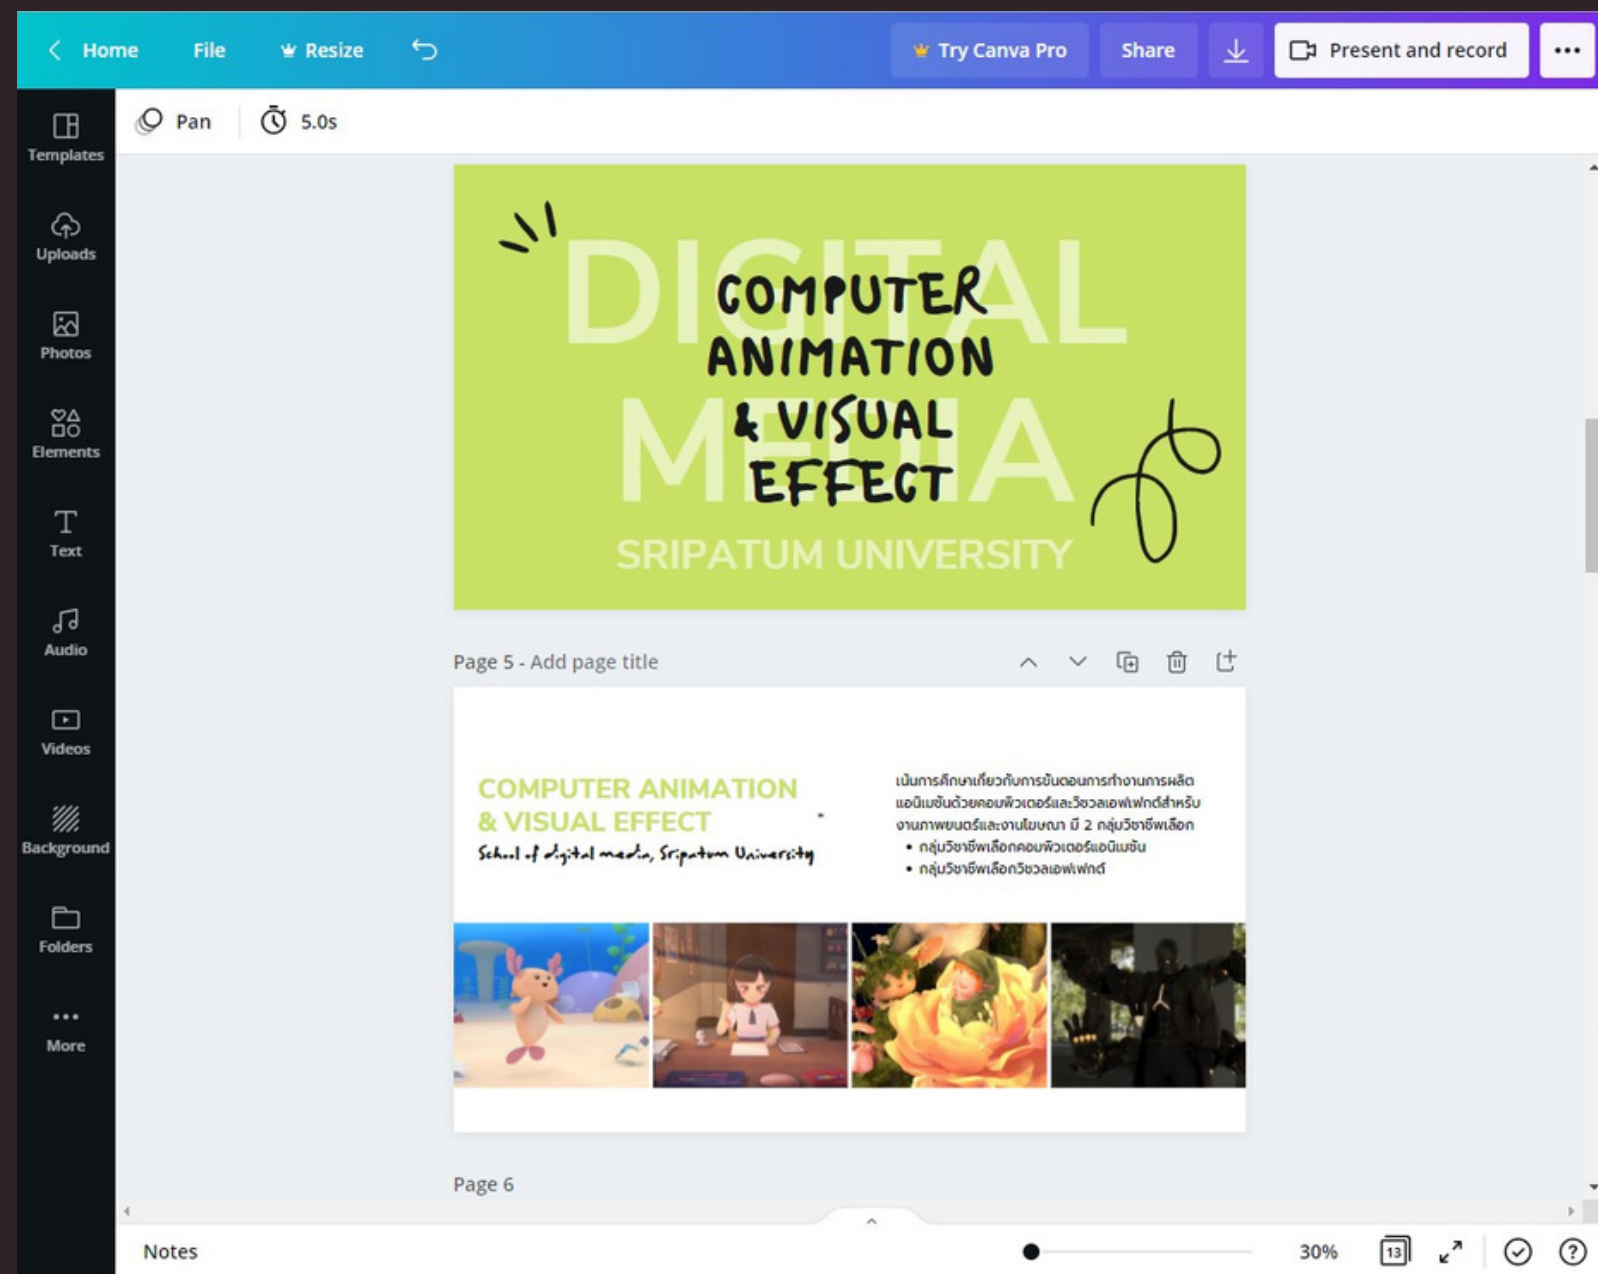 Home File Resize Try Canva Pro Share Present and record
Pan 5.0s
Templates
Uploads
Photos
Elements
Text
Audio
Videos
Background
Folders
More
DIGITAL
MEDIA
SRIPATUM UNIVERSITY
COMPUTER
ANIMATION
& VISUAL
EFFECT
Page 5 - Add page title
COMPUTER ANIMATION
& VISUAL EFFECT
School of digital media, Sripatum University
เน้นการศึกษาเกี่ยวกับการขั้นตอนการทำงานการผลิต
แอนิเมชันด้วยคอมพิวเตอร์และวิชวลเอฟเฟกต์สำหรับ
งานภาพยนตร์และงานโฆษณา มี 2 กลุ่มวิชาชีพเลือก
• กลุ่มวิชาชีพเลือกคอมพิวเตอร์แอนิเมชัน
• กลุ่มวิชาชีพเลือกวิชวลเอฟเฟกต์
Page 6
Notes 30% 13